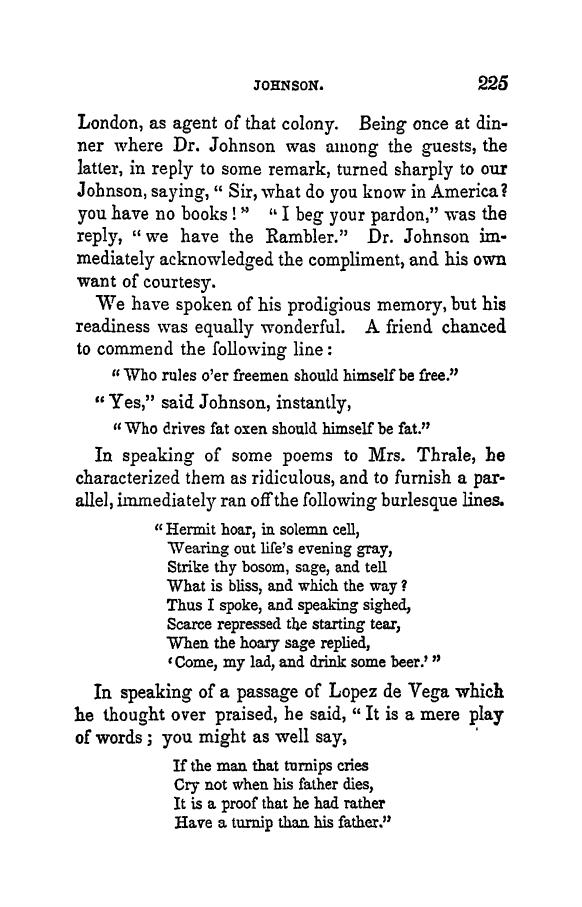 JOHNSON. 225
London, as agent of that colony. Being once at din-
ner where Dr. Johnson was among the guests, the
latter, in reply to some remark, turned sharply to our
Johnson, saying, “ Sir, what do you know in America?
you have no books ! ” “ I beg your pardon,” was the
reply, “ we have the Rambler.” Dr. Johnson im-
mediately acknowledged the compliment, and his own
want of courtesy.
We have spoken of his prodigious memory, but his
readiness was equally wonderful. A friend chanced
to commend the following line :
“ Who rules o’er freemen should himself be free.”
“ Yes,” said Johnson, instantly,
“ Who drives fat oxen should himself be fat.”
In speaking of some poems to Mrs. Thrale, he
characterized them as ridiculous, and to furnish a par-
allel, immediately ran off the following burlesque lines.
“ Hermit hoar, in solemn cell,
Wearing out life’s evening gray,
Strike thy bosom, sage, and tell
What is bliss, and which the way ?
Thus I spoke, and speaking sighed,
Scarce repressed the starting tear,
When the hoary sage replied,
‘ Come, my lad, and drink some beer.’ ”
In speaking of a passage of Lopez de Vega which
he thought over praised, he said, “ It is a mere play
of words ; you might as well say,
If the man that turnips cries
Cry not when his father dies,
It is a proof that he had rather
Have a turnip than his father.”